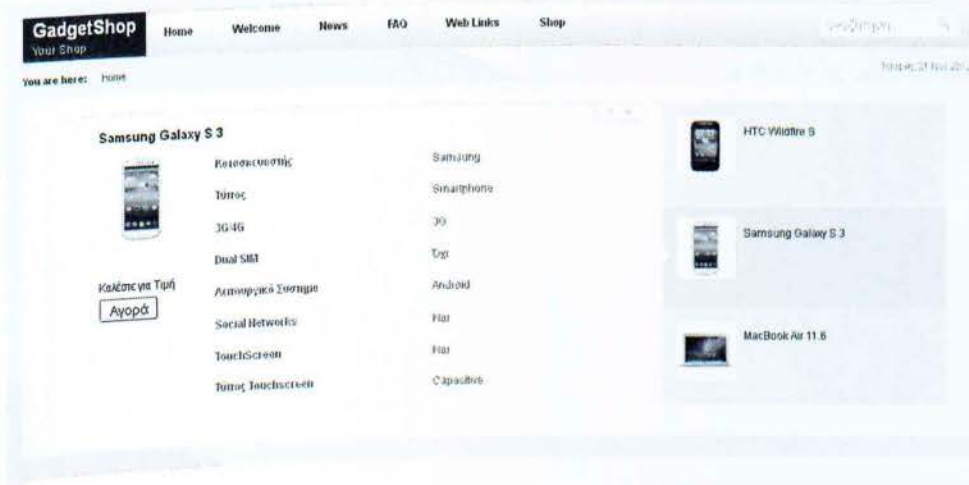 GadgetShop
Your Shop
Home Welcome News FAQ Web Links Shop
You are here: Home
Samsung Galaxy S 3
Κατασκευαστής Samsung
Τύπος Smartphone
3G/4G 3G
Dual SIM Όχι
Λειτουργικό Σύστημα Android
Social Networks Ναι
TouchScreen Ναι
Τύπος Touchscreen Capasitive
Καλέστε για Τιμή
Αγορά
HTC Wildfire S
Samsung Galaxy S 3
MacBook Air 11.6